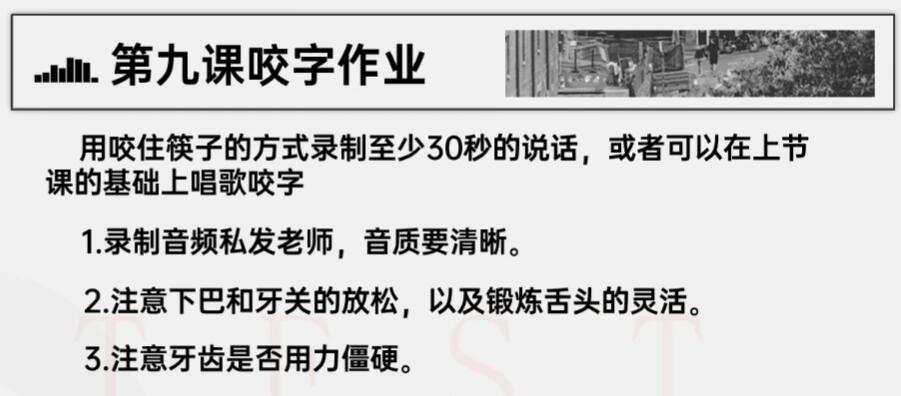 第九课咬字作业
用咬住筷子的方式录制至少30秒的说话，或者可以在上节
课的基础上唱歌咬字
1.录制音频私发老师，音质要清晰。
2.注意下巴和牙关的放松，以及锻炼舌头的灵活。
3.注意牙齿是否用力僵硬。
TEST